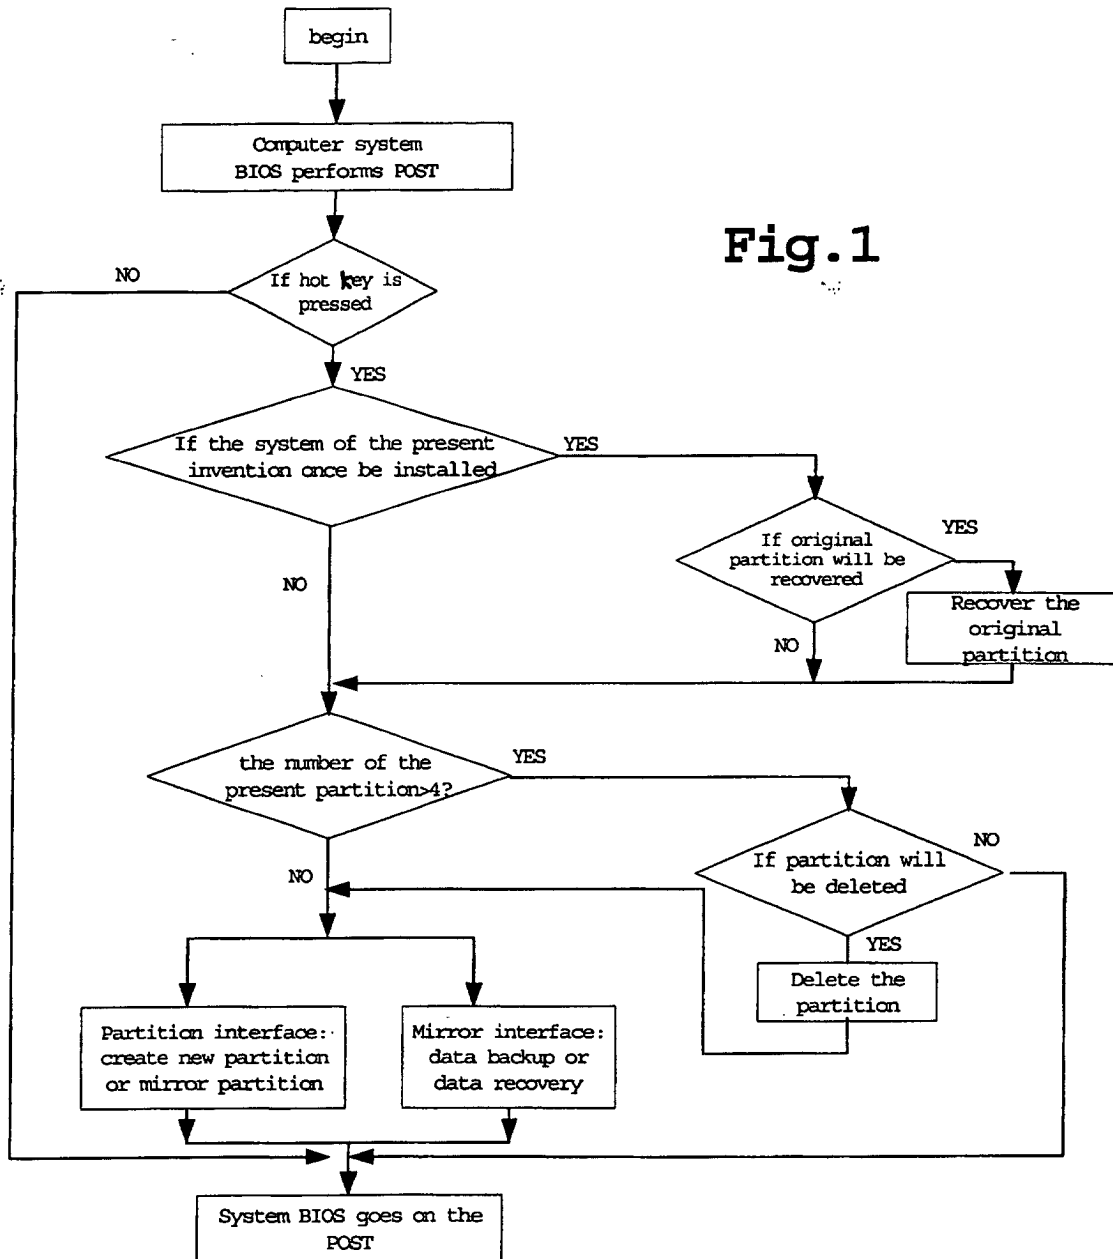 begin
Computer system
BIOS performs POST
Fig.1
NO
If hot key is
pressed
YES
If the system of the present
invention once be installed
YES
If original
partition will be
recovered
YES
NO
NO
Recover the
original
partition
the number of the
present partition>4?
YES
NO
If partition will
be deleted
NO
YES
Delete the
partition
Partition interface:
create new partition
or mirror partition
Mirror interface:
data backup or
data recovery
System BIOS goes on the
POST